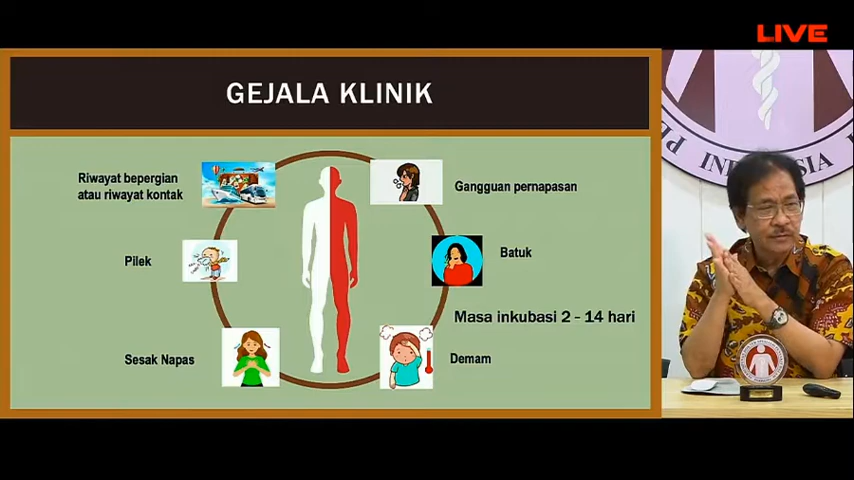 LIVE
GEJALA KLINIK
Riwayat bepergian
atau riwayat kontak
Gangguan pernapasan
Pilek
Batuk
Masa inkubasi 2 - 14 hari
Sesak Napas
Demam